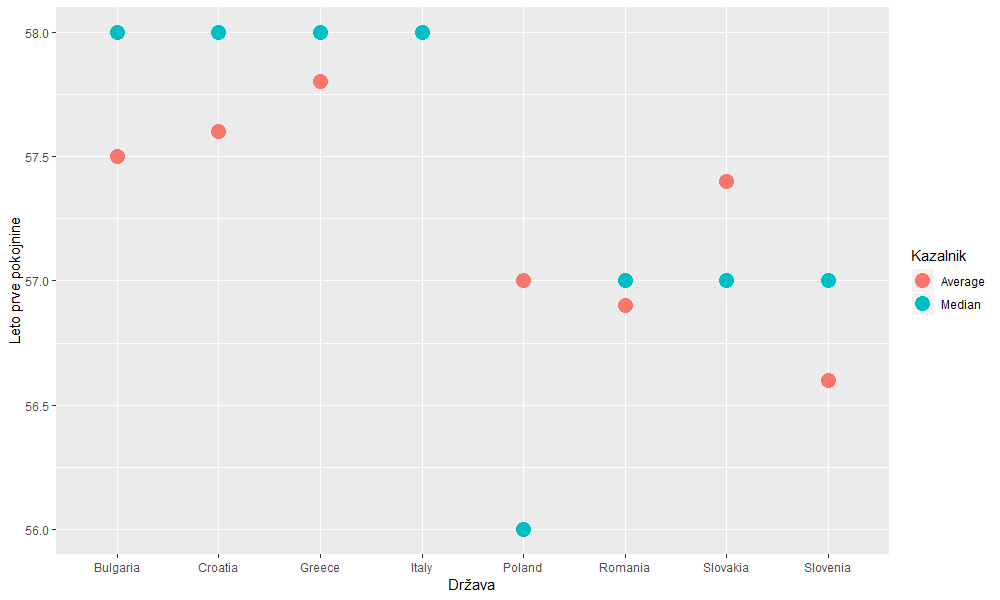 58.0
57.5
57.0
56.5
56.0
Leto prve pokojnine
Bulgaria
Croatia
Greece
Italy
Poland
Romania
Slovakia
Slovenia
Država
Kazalnik
Average
Median